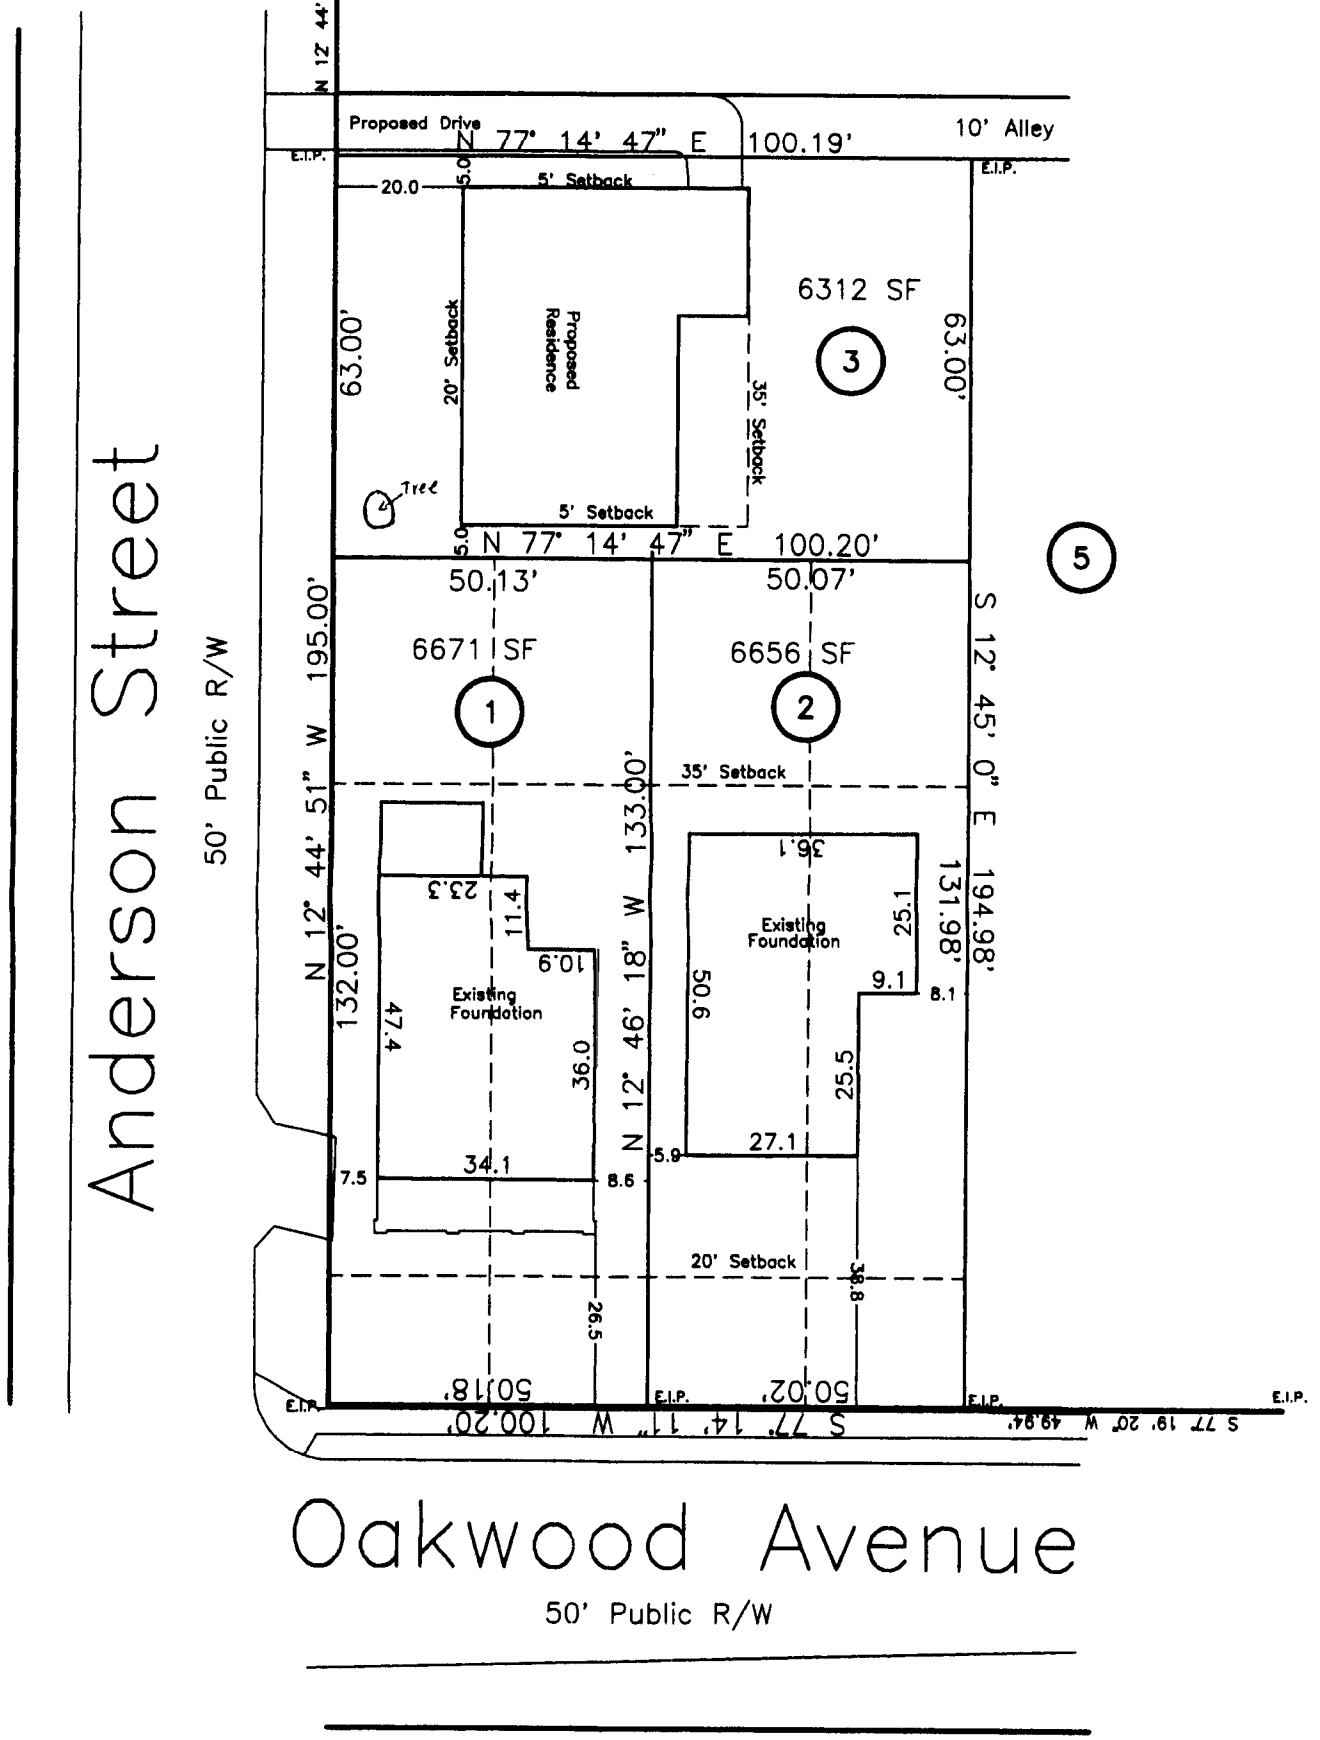 N 12° 44'
Proposed Drive
10' Alley
N 77° 14' 47" E 100.19'
E.I.P.
E.I.P.
5.0
20.0
5' Setback
6312 SF
3
63.00'
20' Setback
Proposed
Residence
35' Setback
63.00'
Tree
5' Setback
5.0
N 77° 14' 47" E 100.20'
5
50.13'
50.07'
6671 SF
6656 SF
1
2
Anderson Street
50' Public R/W
N 12° 44' 51" W 195.00'
S 12° 45' 0" E 194.98'
35' Setback
133.00'
N 12° 46' 18" W
132.00'
131.98'
23.3
11.4
10.9
Existing
Foundation
47.4
36.0
34.1
7.5
8.6
36.1
Existing
Foundation
25.1
9.1
8.1
50.6
25.5
27.1
5.9
20' Setback
26.5
38.8
50.18'
50.02'
E.I.P.
E.I.P.
E.I.P.
E.I.P.
S 77° 14' 11" W 100.20'
S 77° 19' 20" W 49.94'
Oakwood Avenue
50' Public R/W